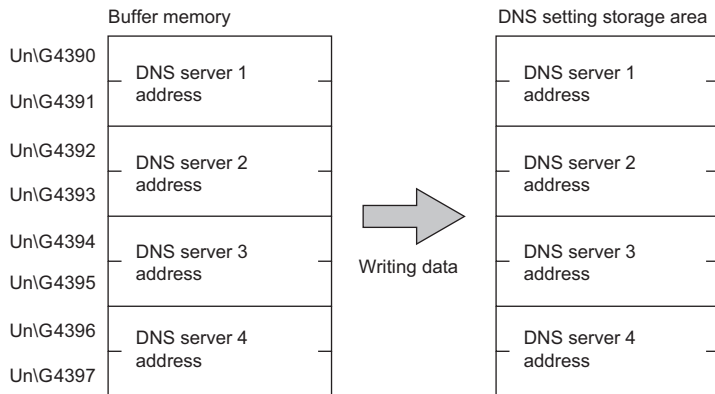 Buffer memory
DNS setting storage area
Un\G4390
Un\G4391
DNS server 1
address
DNS server 1
address
Un\G4392
Un\G4393
DNS server 2
address
DNS server 2
address
Un\G4394
Un\G4395
DNS server 3
address
DNS server 3
address
Writing data
Un\G4396
Un\G4397
DNS server 4
address
DNS server 4
address